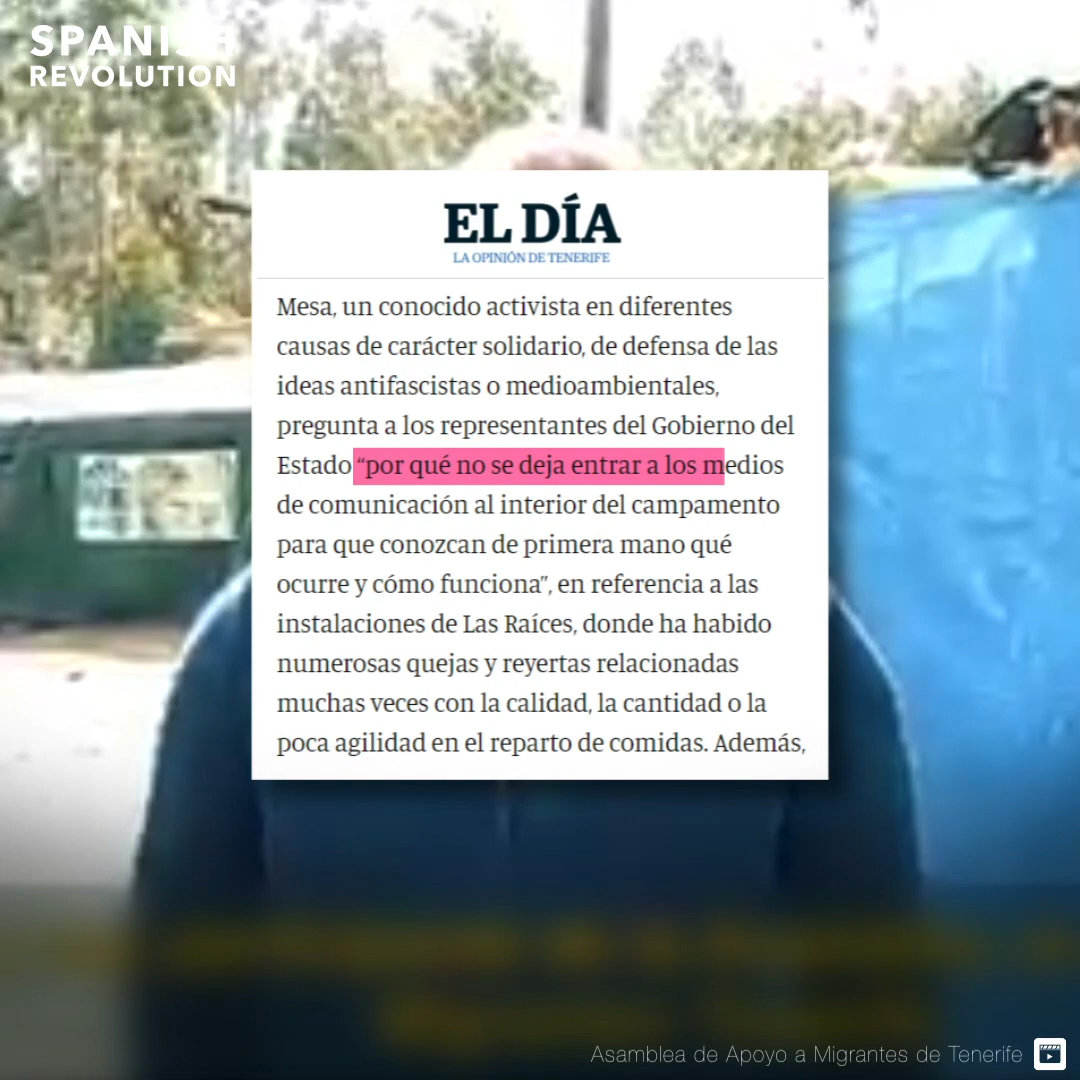 SPANISH
REVOLUTION
EL DÍA
LA OPINIÓN DE TENERIFE
Mesa, un conocido activista en diferentes
causas de carácter solidario, de defensa de las
ideas antifascistas o medioambientales,
pregunta a los representantes del Gobierno del
Estado “por qué no se deja entrar a los medios
de comunicación al interior del campamento
para que conozcan de primera mano qué
ocurre y cómo funciona”, en referencia a las
instalaciones de Las Raíces, donde ha habido
numerosas quejas y reyertas relacionadas
muchas veces con la calidad, la cantidad o la
poca agilidad en el reparto de comidas. Además,
Asamblea de Apoyo a Migrantes de Tenerife